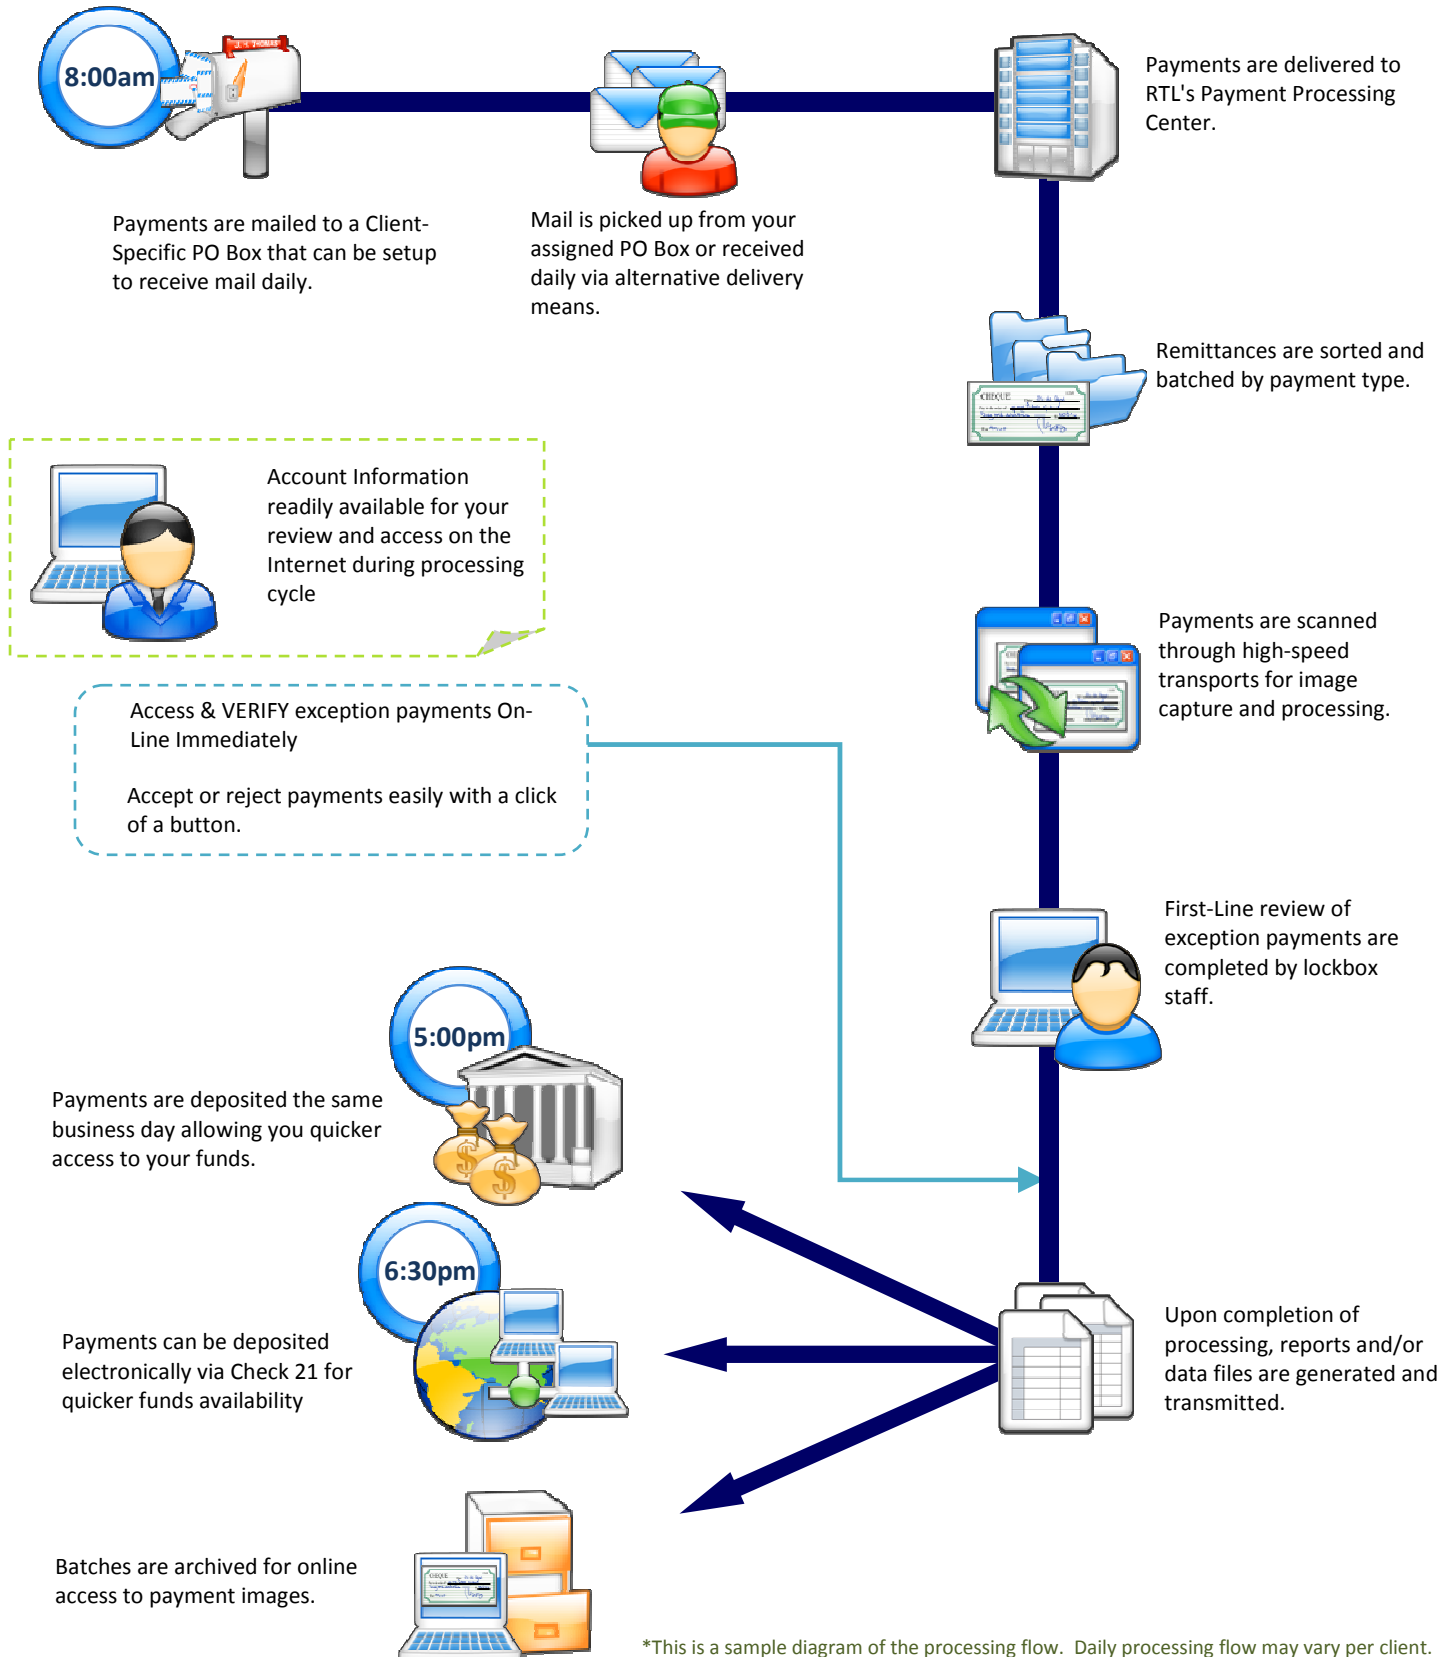 8:00am
Payments are mailed to a Client-
Specific PO Box that can be setup
to receive mail daily.
Mail is picked up from your
assigned PO Box or received
daily via alternative delivery
means.
Payments are delivered to
RTL's Payment Processing
Center.
Remittances are sorted and
batched by payment type.
CHEQUE
Account Information
readily available for your
review and access on the
Internet during processing
cycle
Payments are scanned
through high-speed
transports for image
capture and processing.
Access & VERIFY exception payments On-
Line Immediately
Accept or reject payments easily with a click
of a button.
First-Line review of
exception payments are
completed by lockbox
staff.
5:00pm
$
$
Payments are deposited the same
business day allowing you quicker
access to your funds.
6:30pm
Payments can be deposited
electronically via Check 21 for
quicker funds availability
Upon completion of
processing, reports and/or
data files are generated and
transmitted.
Batches are archived for online
access to payment images.
CHEQUE
*This is a sample diagram of the processing flow.  Daily processing flow may vary per client.